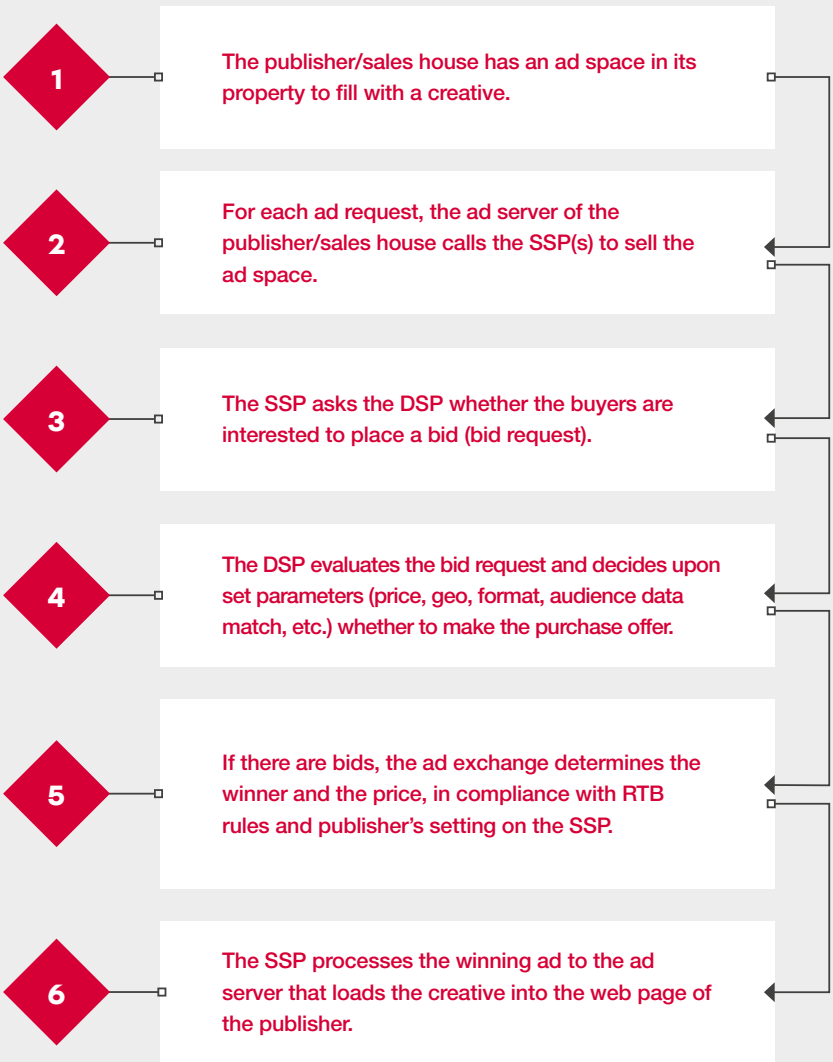 1
The publisher/sales house has an ad space in its
property to fill with a creative.
2
For each ad request, the ad server of the
publisher/sales house calls the SSP(s) to sell the
ad space.
3
The SSP asks the DSP whether the buyers are
interested to place a bid (bid request).
4
The DSP evaluates the bid request and decides upon
set parameters (price, geo, format, audience data
match, etc.) whether to make the purchase offer.
5
If there are bids, the ad exchange determines the
winner and the price, in compliance with RTB
rules and publisher’s setting on the SSP.
6
The SSP processes the winning ad to the ad
server that loads the creative into the web page of
the publisher.